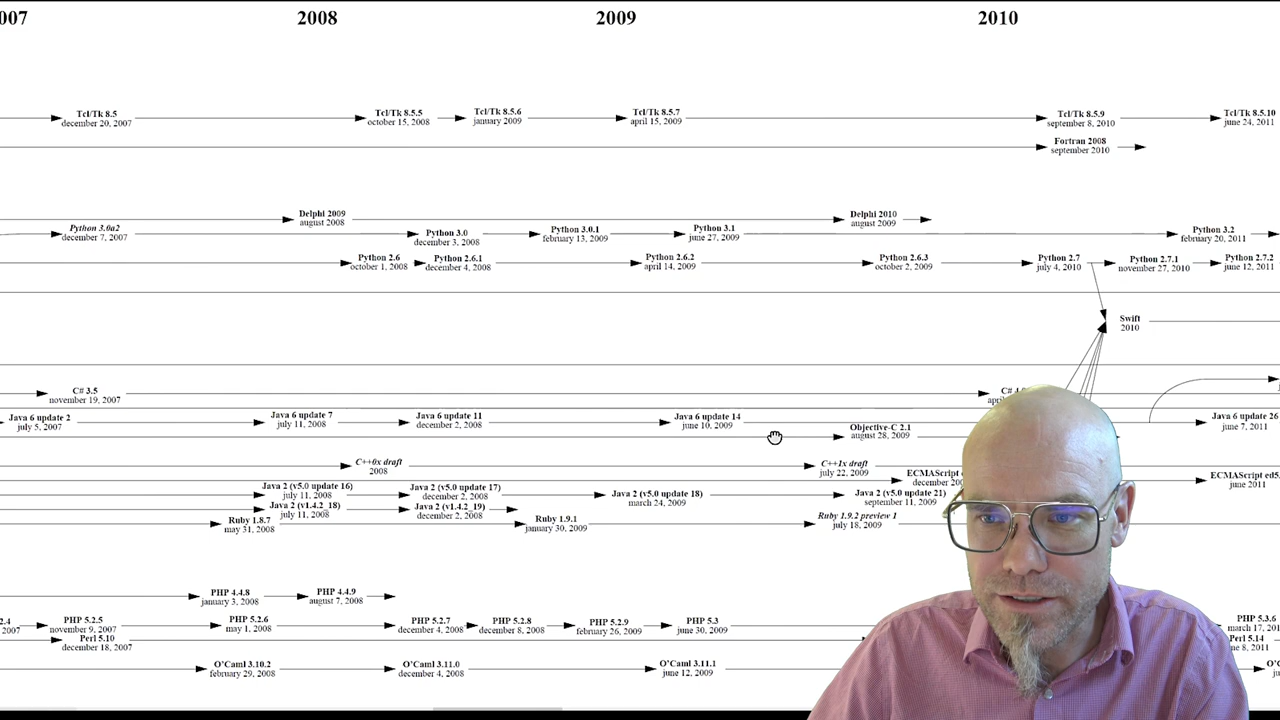 007 2008 2009 2010
Tcl/Tk 8.5 Tcl/Tk 8.5.5 Tcl/Tk 8.5.6 Tcl/Tk 8.5.7 Tcl/Tk 8.5.9 Tcl/Tk 8.5.10
december 20, 2007 october 15, 2008 january 2009 april 15, 2009 september 8, 2010 june 24, 2011
Fortran 2008
september 2010
Delphi 2009 Delphi 2010
august 2008 august 2009
Python 3.0a2 Python 3.0 Python 3.0.1 Python 3.1 Python 3.2
december 7, 2007 december 3, 2008 february 13, 2009 june 27, 2009 february 20, 2011
Python 2.6 Python 2.6.1 Python 2.6.2 Python 2.6.3 Python 2.7 Python 2.7.1 Python 2.7.2
october 1, 2008 december 4, 2008 april 14, 2009 october 2, 2009 july 4, 2010 november 27, 2010 june 12, 2011
Swift
2010
C# 3.5 C#
november 19, 2007
Java 6 update 2 Java 6 update 7 Java 6 update 11 Java 6 update 14 Java 6 update 26
july 5, 2007 july 11, 2008 december 2, 2008 june 10, 2009 june 7, 2011
Objective-C 2.1
august 28, 2009
C++0x draft C++1x draft
2008 july 22, 2009
ECMAScript ECMAScript ed5.
december 200 june 2011
Java 2 (v5.0 update 16) Java 2 (v5.0 update 17) Java 2 (v5.0 update 18) Java 2 (v5.0 update 21)
july 11, 2008 december 2, 2008 march 24, 2009 september 11, 2009
Java 2 (v1.4.2_18) Java 2 (v1.4.2_19)
july 11, 2008 december 2, 2008
Ruby 1.8.7 Ruby 1.9.1 Ruby 1.9.2 preview 1
may 31, 2008 january 30, 2009 july 18, 2009
PHP 4.4.8 PHP 4.4.9
january 3, 2008 august 7, 2008
2.4 PHP 5.2.5 PHP 5.2.6 PHP 5.2.7 PHP 5.2.8 PHP 5.2.9 PHP 5.3 PHP 5.3.6
2007 november 9, 2007 may 1, 2008 december 4, 2008 december 8, 2008 february 26, 2009 june 30, 2009 march 17, 201
Perl 5.10 Perl 5.14
december 18, 2007 ne 8, 2011
O'Caml 3.10.2 O'Caml 3.11.0 O'Caml 3.11.1
february 29, 2008 december 4, 2008 june 12, 2009